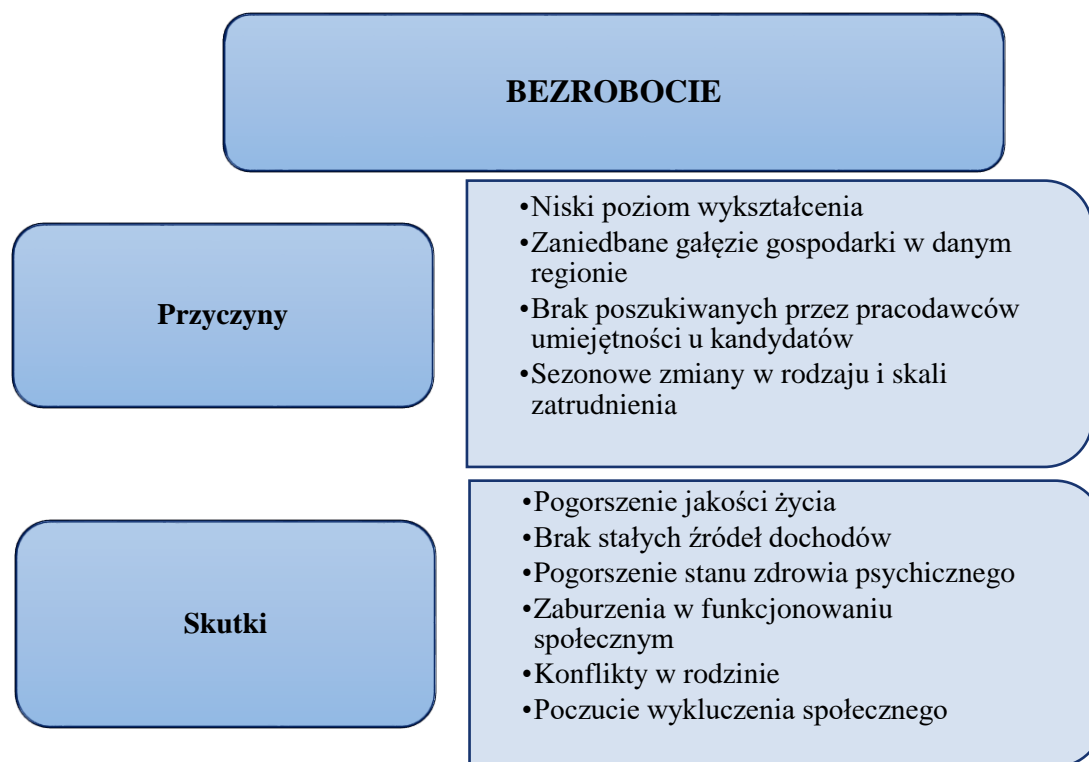 BEZROBOCIE
Przyczyny
•Niski poziom wykształcenia
•Zaniedbane gałęzie gospodarki w danym
regionie
•Brak poszukiwanych przez pracodawców
umiejętności u kandydatów
•Sezonowe zmiany w rodzaju i skali
zatrudnienia
Skutki
•Pogorszenie jakości życia
•Brak stałych źródeł dochodów
•Pogorszenie stanu zdrowia psychicznego
•Zaburzenia w funkcjonowaniu
społecznym
•Konflikty w rodzinie
•Poczucie wykluczenia społecznego